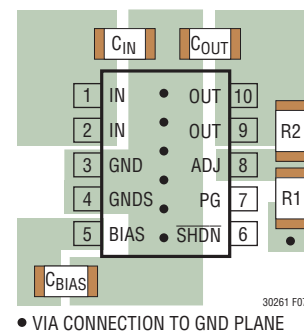 CIN COUT
1 IN OUT 10
2 IN OUT 9 R2
3 GND ADJ 8
4 GNDS PG 7 R1
5 BIAS SHDN 6
CBIAS
30261 F07
• VIA CONNECTION TO GND PLANE